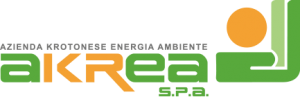 AZIENDA KROTONESE ENERGIA AMBIENTE
aKRea
s.p.a.